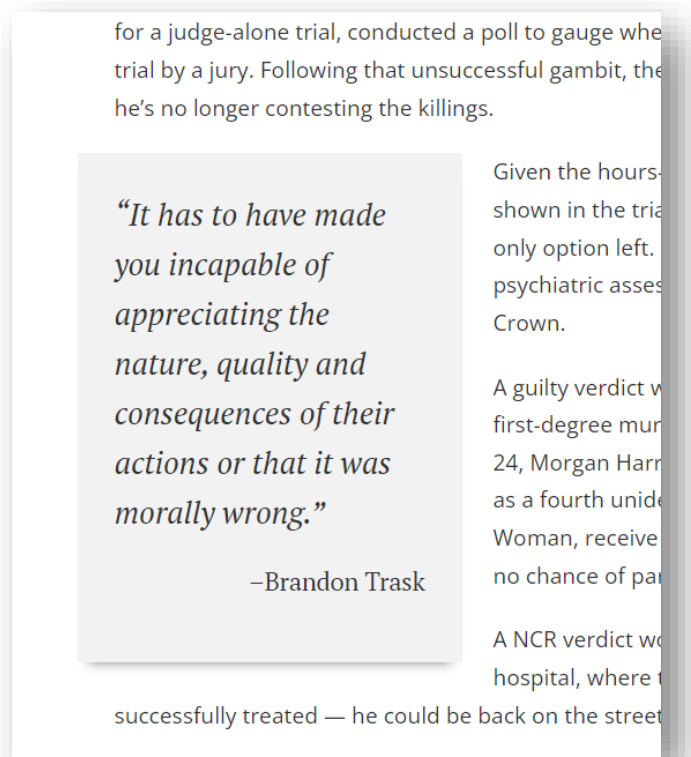 for a judge-alone trial, conducted a poll to gauge whe
trial by a jury. Following that unsuccessful gambit, the
he’s no longer contesting the killings.
“It has to have made
you incapable of
appreciating the
nature, quality and
consequences of their
actions or that it was
morally wrong.”
–Brandon Trask
Given the hours-
shown in the tria
only option left.
psychiatric asses
Crown.
A guilty verdict w
first-degree mur
24, Morgan Harr
as a fourth unide
Woman, receive
no chance of par
A NCR verdict wo
hospital, where t
successfully treated — he could be back on the street